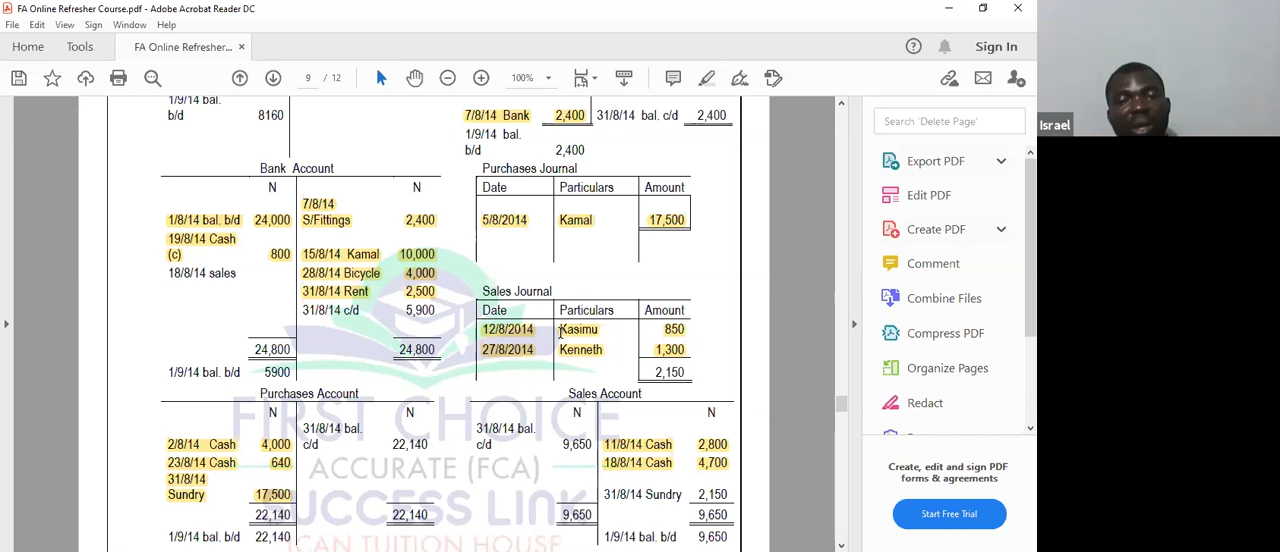 FA Online Refresher Course.pdf - Adobe Acrobat Reader DC
File Edit View Sign Window Help
Home Tools FA Online Refresher... × Sign In
9 / 12 100%
1/9/14 bal.
b/d 8160
7/8/14 Bank 2,400 31/8/14 bal. c/d 2,400
1/9/14 bal.
b/d 2,400
Bank Account
N N
7/8/14
1/8/14 bal. b/d 24,000 S/Fittings 2,400
19/8/14 Cash
(c) 800 15/8/14 Kamal 10,000
18/8/14 sales 28/8/14 Bicycle 4,000
31/8/14 Rent 2,500
31/8/14 c/d 5,900
24,800 24,800
1/9/14 bal. b/d 5900
Purchases Journal
Date Particulars Amount
5/8/2014 Kamal 17,500
Sales Journal
Date Particulars Amount
12/8/2014 Kasimu 850
27/8/2014 Kenneth 1,300
2,150
Purchases Account
N N
31/8/14 bal.
2/8/14 Cash 4,000 c/d 22,140
23/8/14 Cash 640
31/8/14
Sundry 17,500
22,140 22,140
1/9/14 bal. b/d 22,140
Sales Account
N N
31/8/14 bal.
c/d 9,650 11/8/14 Cash 2,800
18/8/14 Cash 4,700
31/8/14 Sundry 2,150
9,650 9,650
1/9/14 bal. b/d 9,650
FIRST CHOICE
ACCURATE (FCA)
SUCCESS LINK
ICAN TUITION HOUSE
Search 'Delete Page'
Export PDF
Edit PDF
Create PDF
Comment
Combine Files
Compress PDF
Organize Pages
Redact
Create, edit and sign PDF
forms & agreements
Start Free Trial
Israel